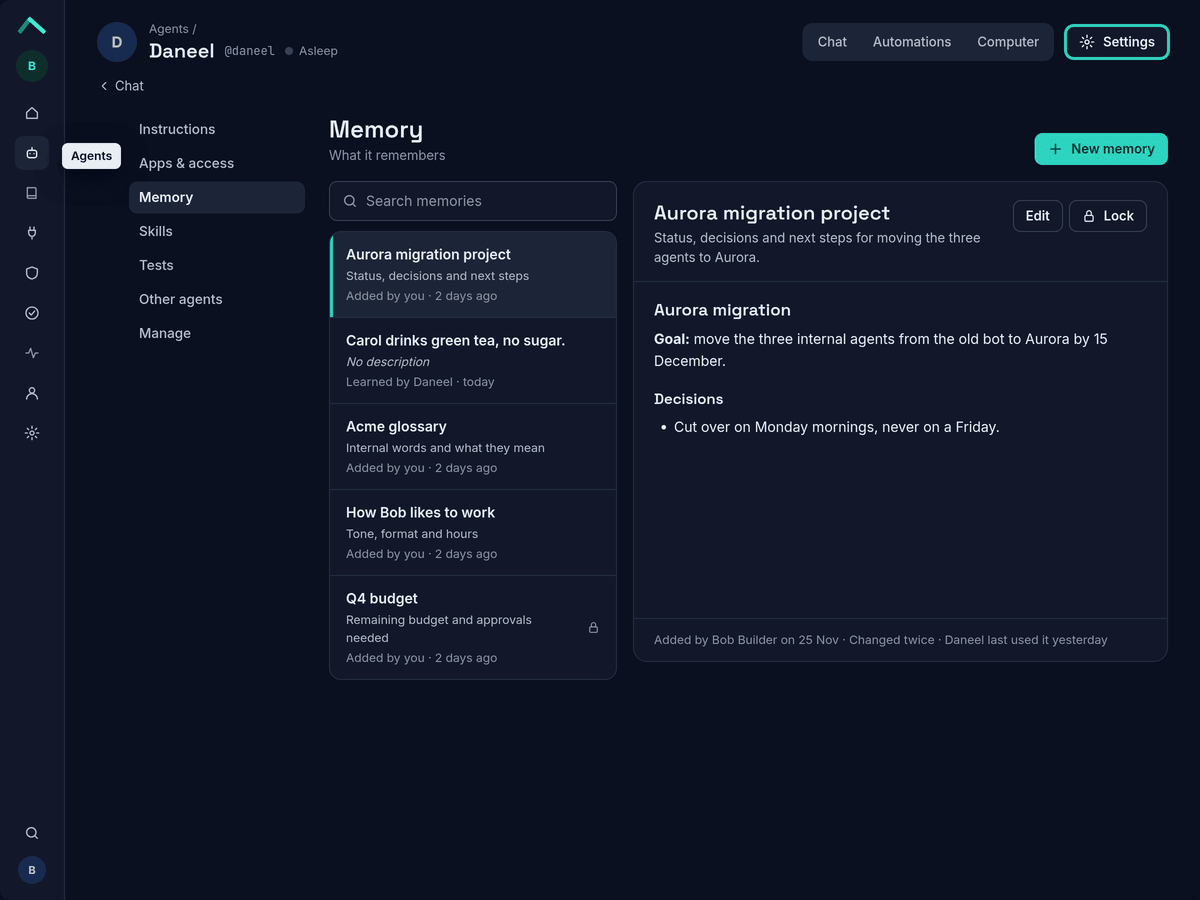 B
Agents
Agents /
D
Daneel
@daneel
Asleep
Chat
Automations
Computer
Settings
Chat
Instructions
Apps & access
Memory
Skills
Tests
Other agents
Manage
Memory
What it remembers
New memory
Search memories
Aurora migration project
Status, decisions and next steps
Added by you · 2 days ago
Carol drinks green tea, no sugar.
No description
Learned by Daneel · today
Acme glossary
Internal words and what they mean
Added by you · 2 days ago
How Bob likes to work
Tone, format and hours
Added by you · 2 days ago
Q4 budget
Remaining budget and approvals
needed
Added by you · 2 days ago
Aurora migration project
Status, decisions and next steps for moving the three
agents to Aurora.
Edit
Lock
Aurora migration
Goal: move the three internal agents from the old bot to Aurora by 15
December.
Decisions
• Cut over on Monday mornings, never on a Friday.
Added by Bob Builder on 25 Nov · Changed twice · Daneel last used it yesterday
B